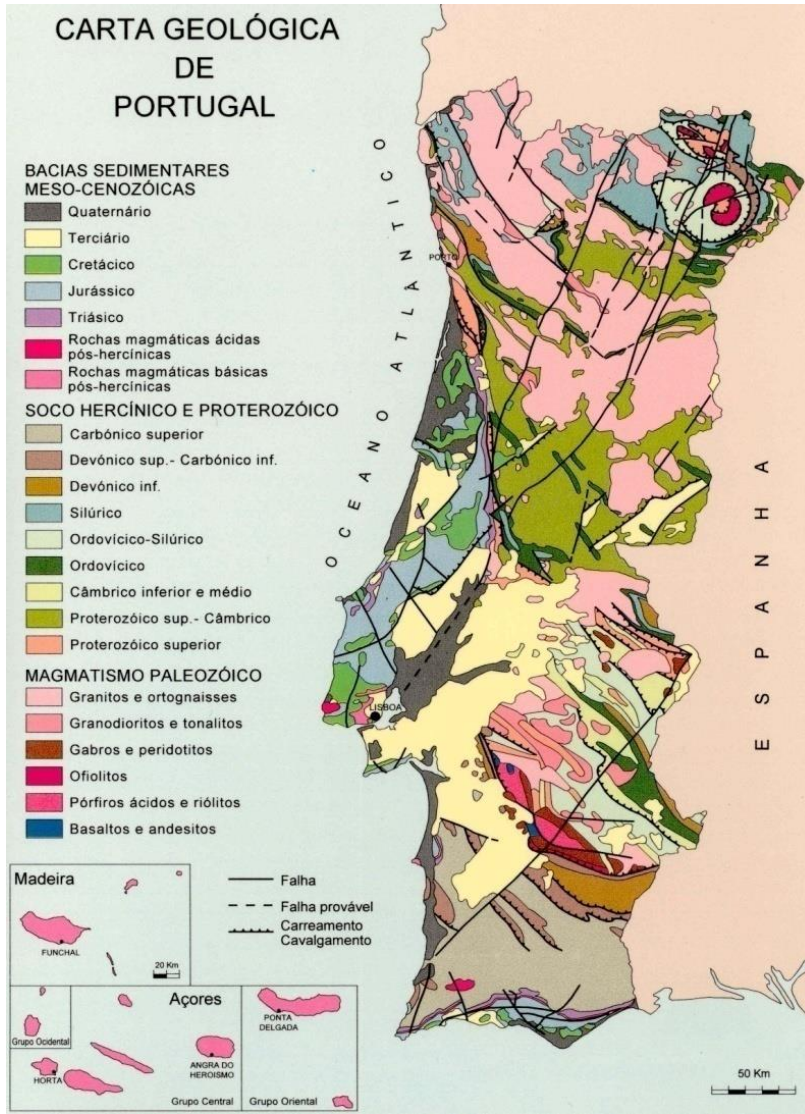 CARTA GEOLÓGICA
DE
PORTUGAL
BACIAS SEDIMENTARES
MESO-CENOZÓICAS
Quaternário
Terciário
Cretácico
Jurássico
Triásico
Rochas magmáticas ácidas
pós-hercínicas
Rochas magmáticas básicas
pós-hercínicas
SOCO HERCÍNICO E PROTEROZÓICO
Carbónico superior
Devónico sup.- Carbónico inf.
Devónico inf.
Silúrico
Ordovícico-Silúrico
Ordovícico
Câmbrico inferior e médio
Proterozóico sup.- Câmbrico
Proterozóico superior
MAGMATISMO PALEOZÓICO
Granitos e ortognaisses
Granodioritos e tonalitos
Gabros e peridotitos
Ofiolitos
Pórfiros ácidos e riólitos
Basaltos e andesitos
OCEANO ATLÂNTICO
PORTO
LISBOA
ESPANHA
Madeira
FUNCHAL
20 Km
Falha
Falha provável
Carreamento
Cavalgamento
Açores
Grupo Ocidental
HORTA
ANGRA DO
HEROISMO
Grupo Central
PONTA
DELGADA
Grupo Oriental
50 Km